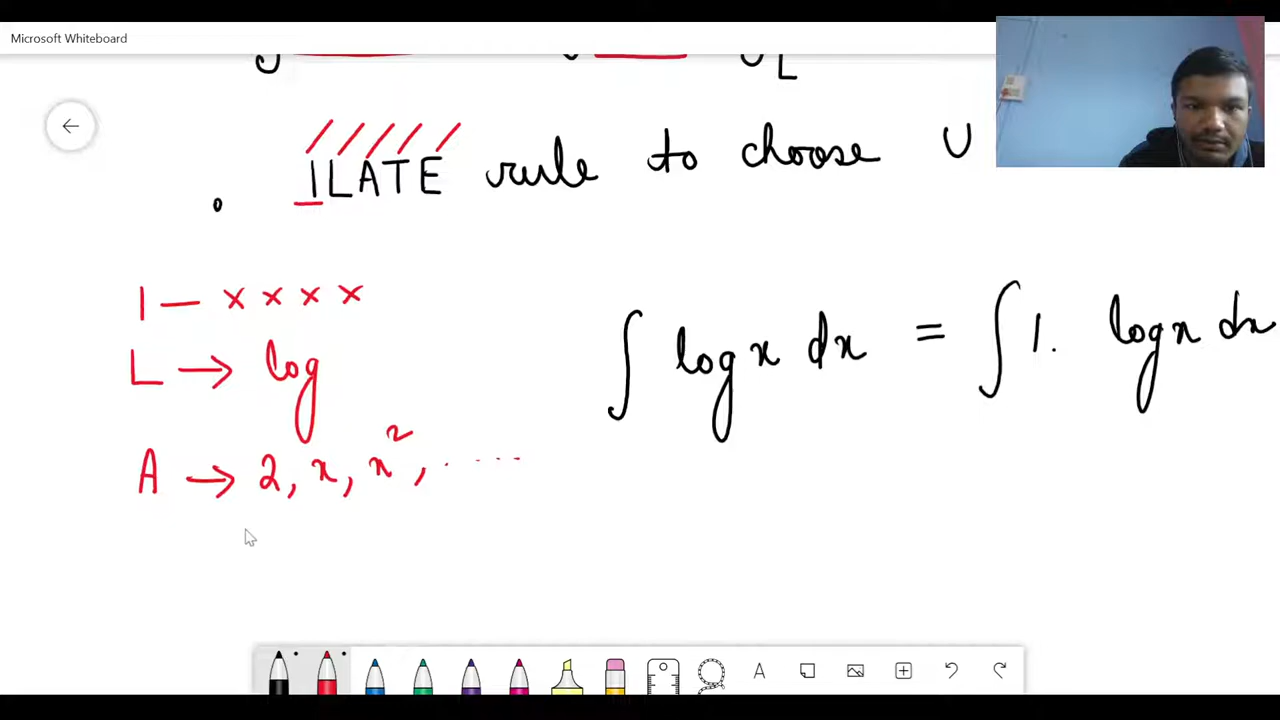 Microsoft Whiteboard
ILATE rule to choose U
I — × × × ×
L → log
A → 2, x, x², .....
∫ log x dx = ∫ 1. log x dx
A